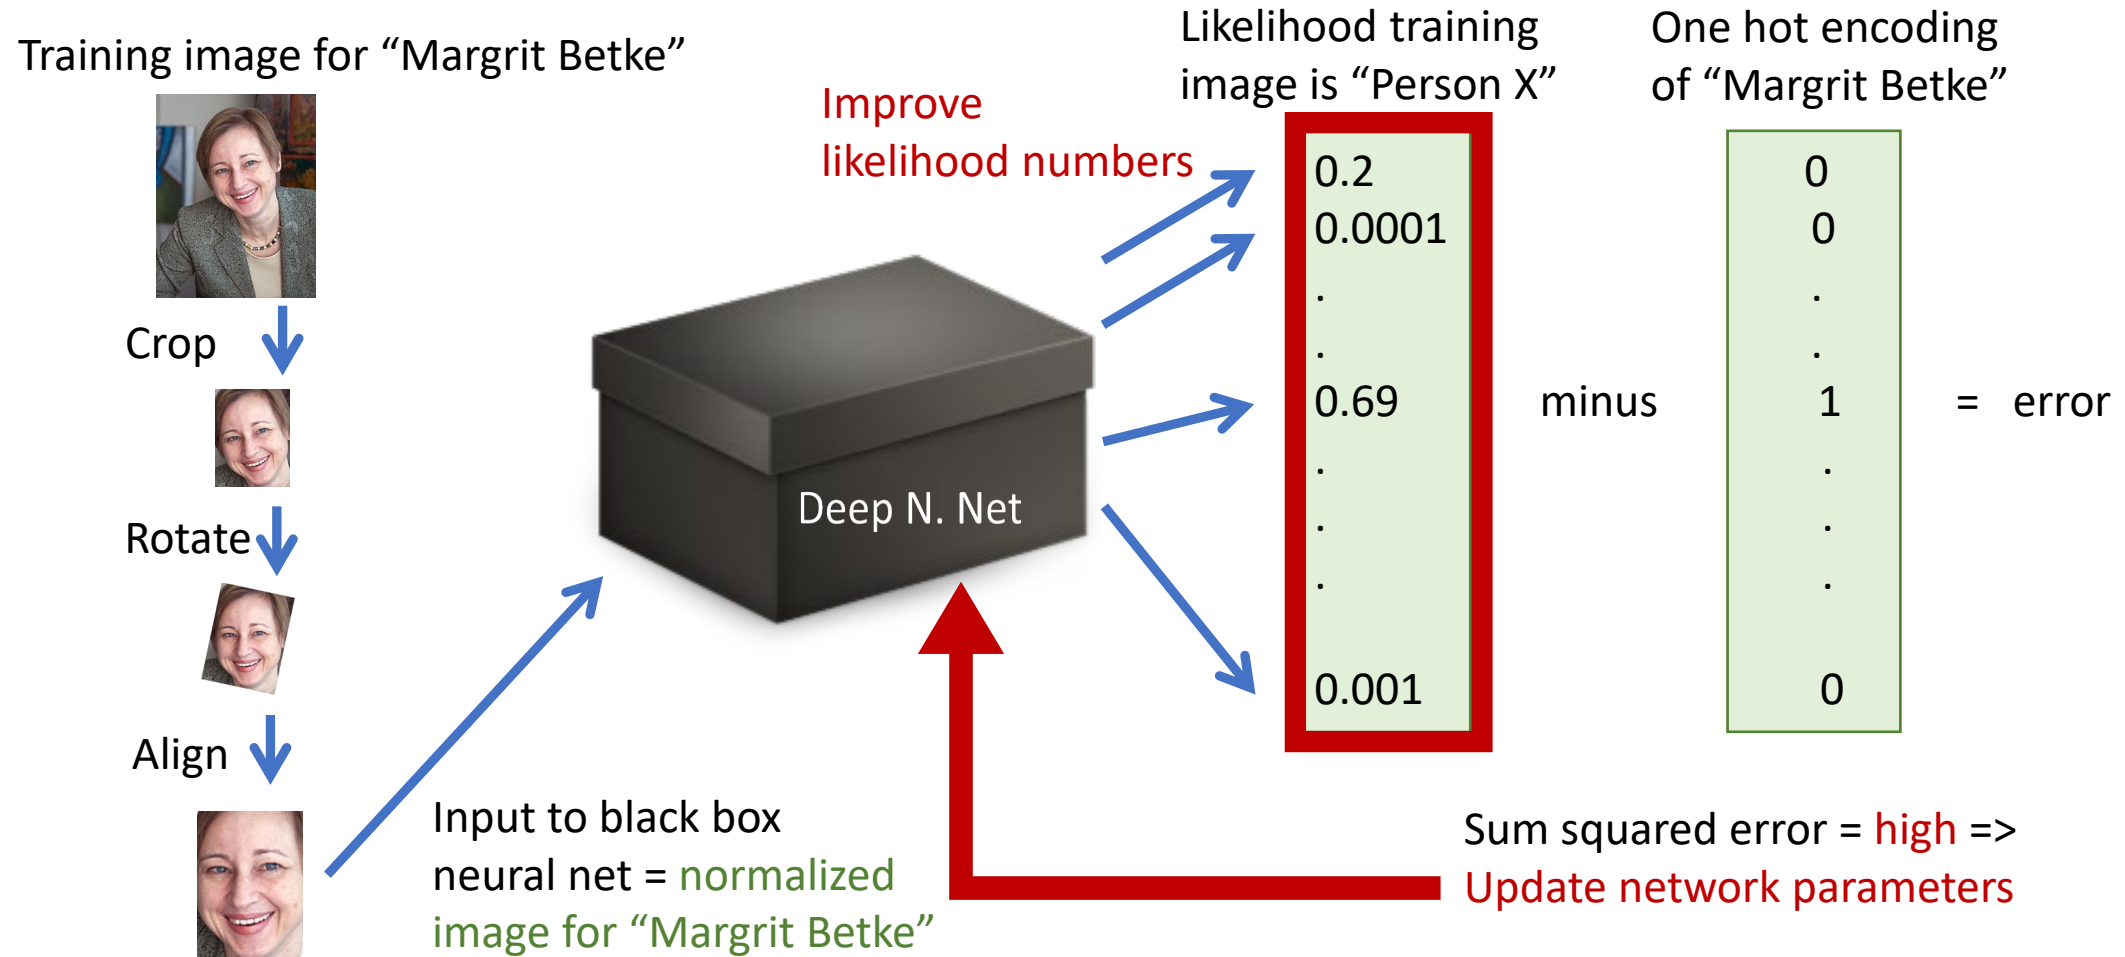 Training image for “Margrit Betke”
Crop
Rotate
Align
Input to black box
neural net = normalized
image for “Margrit Betke”
Deep N. Net
Improve
likelihood numbers
Likelihood training
image is “Person X”
0.2
0.0001
.
.
0.69
.
.
.
0.001
minus
One hot encoding
of “Margrit Betke”
0
0
.
.
1
.
.
.
0
= error
Sum squared error = high =>
Update network parameters